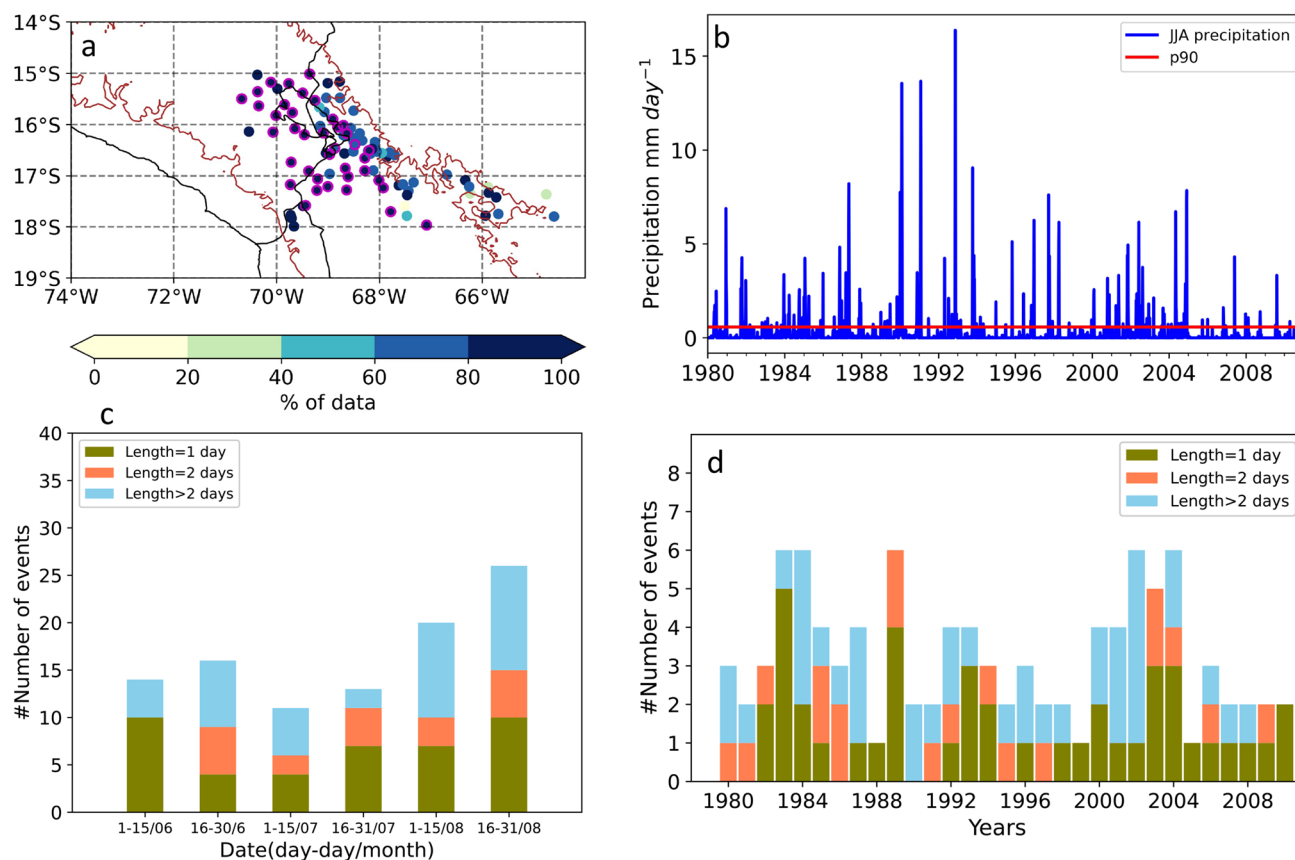 a
14°S
15°S
16°S
17°S
18°S
19°S
74°W 72°W 70°W 68°W 66°W
0 20 40 60 80 100
% of data
b
JJA precipitation
p90
Precipitation mm day⁻¹
15
10
5
0
1980 1984 1988 1992 1996 2000 2004 2008
c
Length=1 day
Length=2 days
Length>2 days
#Number of events
40
35
30
25
20
15
10
5
0
1-15/06 16-30/6 1-15/07 16-31/07 1-15/08 16-31/08
Date(day-day/month)
d
Length=1 day
Length=2 days
Length>2 days
#Number of events
8
7
6
5
4
3
2
1
0
1980 1984 1988 1992 1996 2000 2004 2008
Years